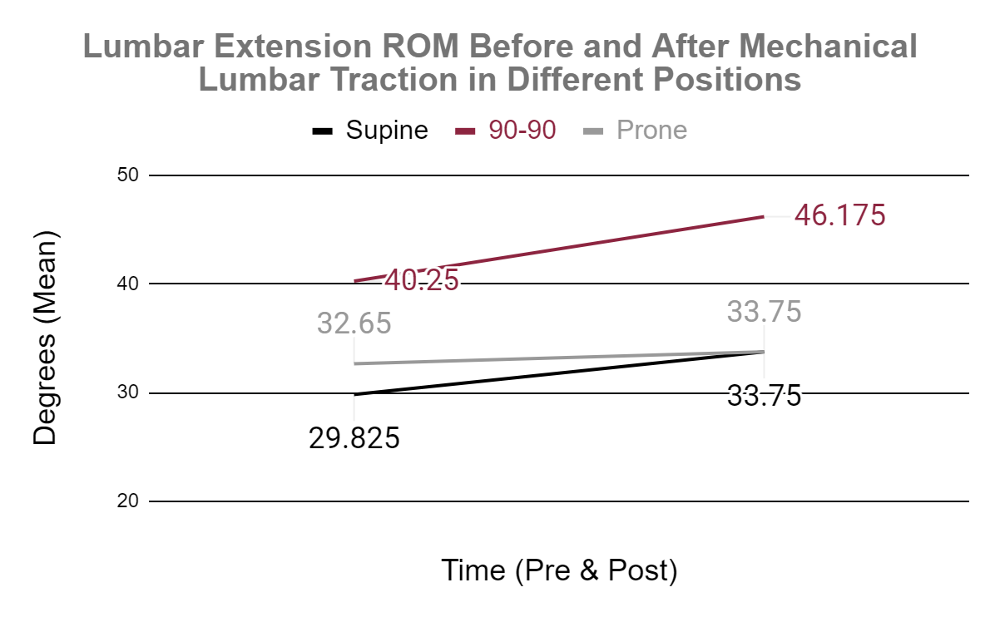 Lumbar Extension ROM Before and After Mechanical
Lumbar Traction in Different Positions
Supine 90-90 Prone
50
46.175
40.25
40
32.65
33.75
30
33.75
29.825
20
Degrees (Mean)
Time (Pre & Post)